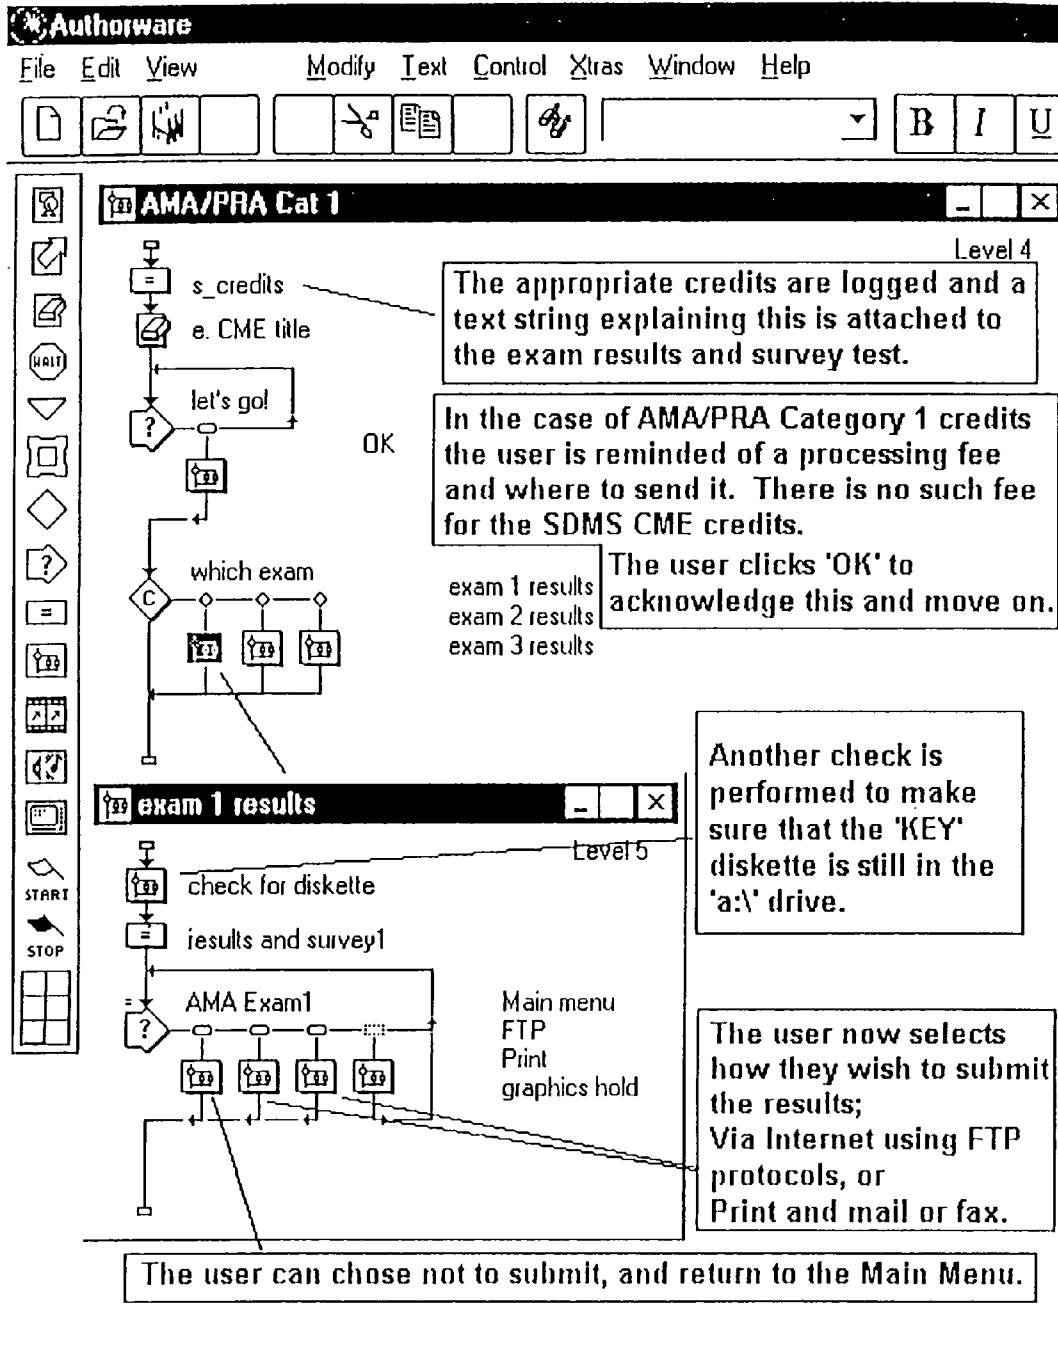 Authorware
File Edit View Modify Text Control Xtras Window Help
B I U
AMA/PRA Cat 1
Level 4
= s_credits
e. CME title
WAIT
let's go!
?
OK
which exam
C
exam 1 results
exam 2 results
exam 3 results
The appropriate credits are logged and a
text string explaining this is attached to
the exam results and survey test.
In the case of AMA/PRA Category 1 credits
the user is reminded of a processing fee
and where to send it. There is no such fee
for the SDMS CME credits.
The user clicks 'OK' to
acknowledge this and move on.
?
=
START
STOP
exam 1 results
Level 5
check for diskette
= results and survey1
= AMA Exam1
?
Main menu
FTP
Print
graphics hold
Another check is
performed to make
sure that the 'KEY'
diskette is still in the
'a:\' drive.
The user now selects
how they wish to submit
the results;
Via Internet using FTP
protocols, or
Print and mail or fax.
The user can chose not to submit, and return to the Main Menu.